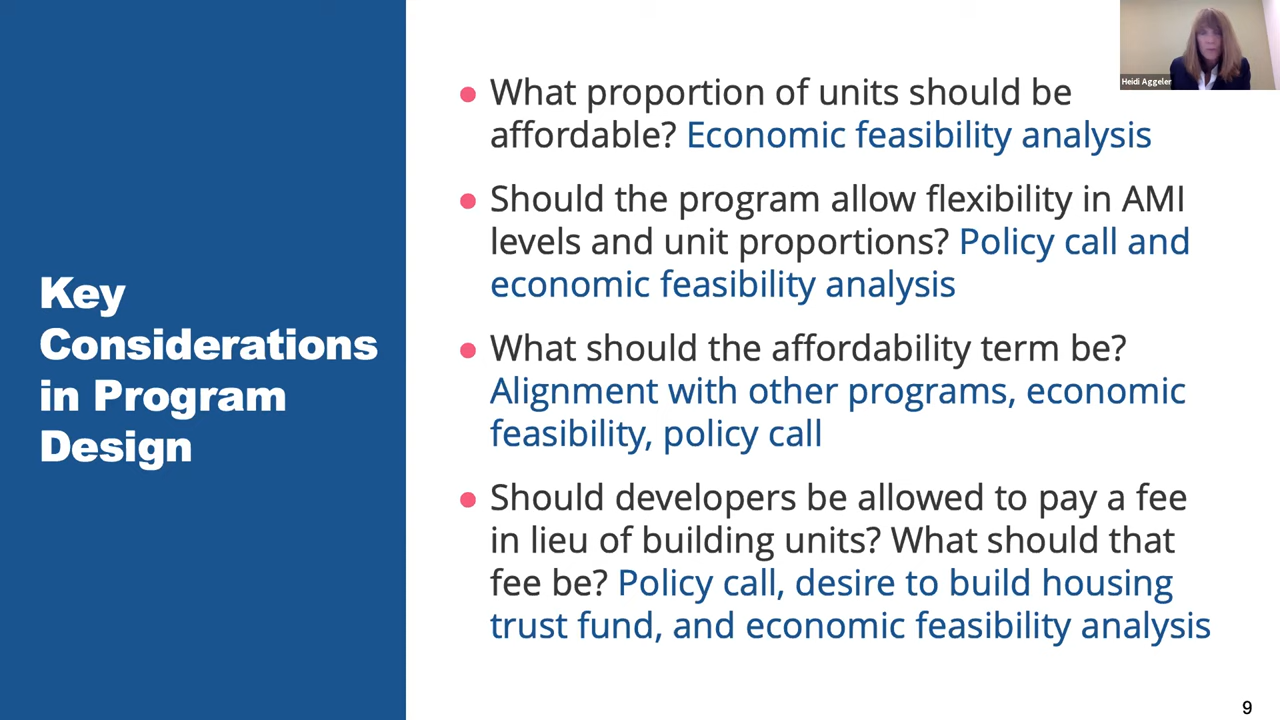 Key
Considerations
in Program
Design
What proportion of units should be
affordable? Economic feasibility analysis
Should the program allow flexibility in AMI
levels and unit proportions? Policy call and
economic feasibility analysis
What should the affordability term be?
Alignment with other programs, economic
feasibility, policy call
Should developers be allowed to pay a fee
in lieu of building units? What should that
fee be? Policy call, desire to build housing
trust fund, and economic feasibility analysis
Heidi Aggeler
9